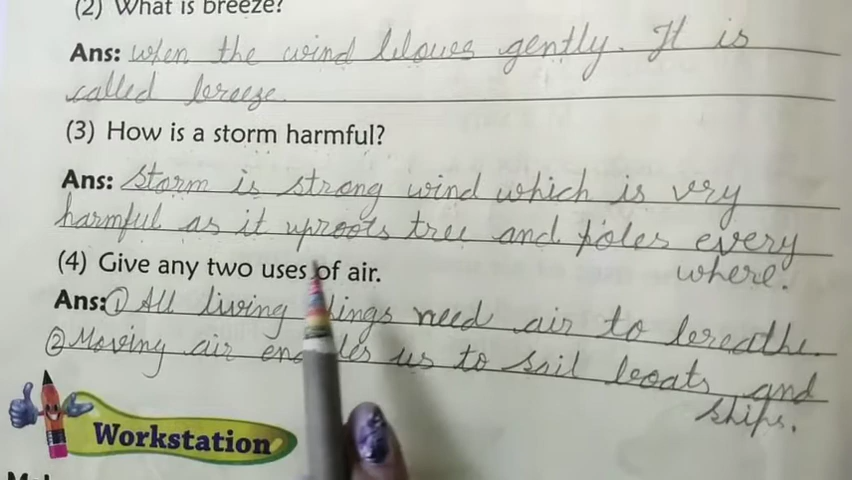 (2) What is breeze?
Ans: when the wind blows gently. It is
called breeze.
(3) How is a storm harmful?
Ans: Storm is strong wind which is very
harmful as it uproots tree and poles every
where.
(4) Give any two uses of air.
Ans: ① All living things need air to breathe.
② Moving air enables us to sail boats and
ships.
Workstation